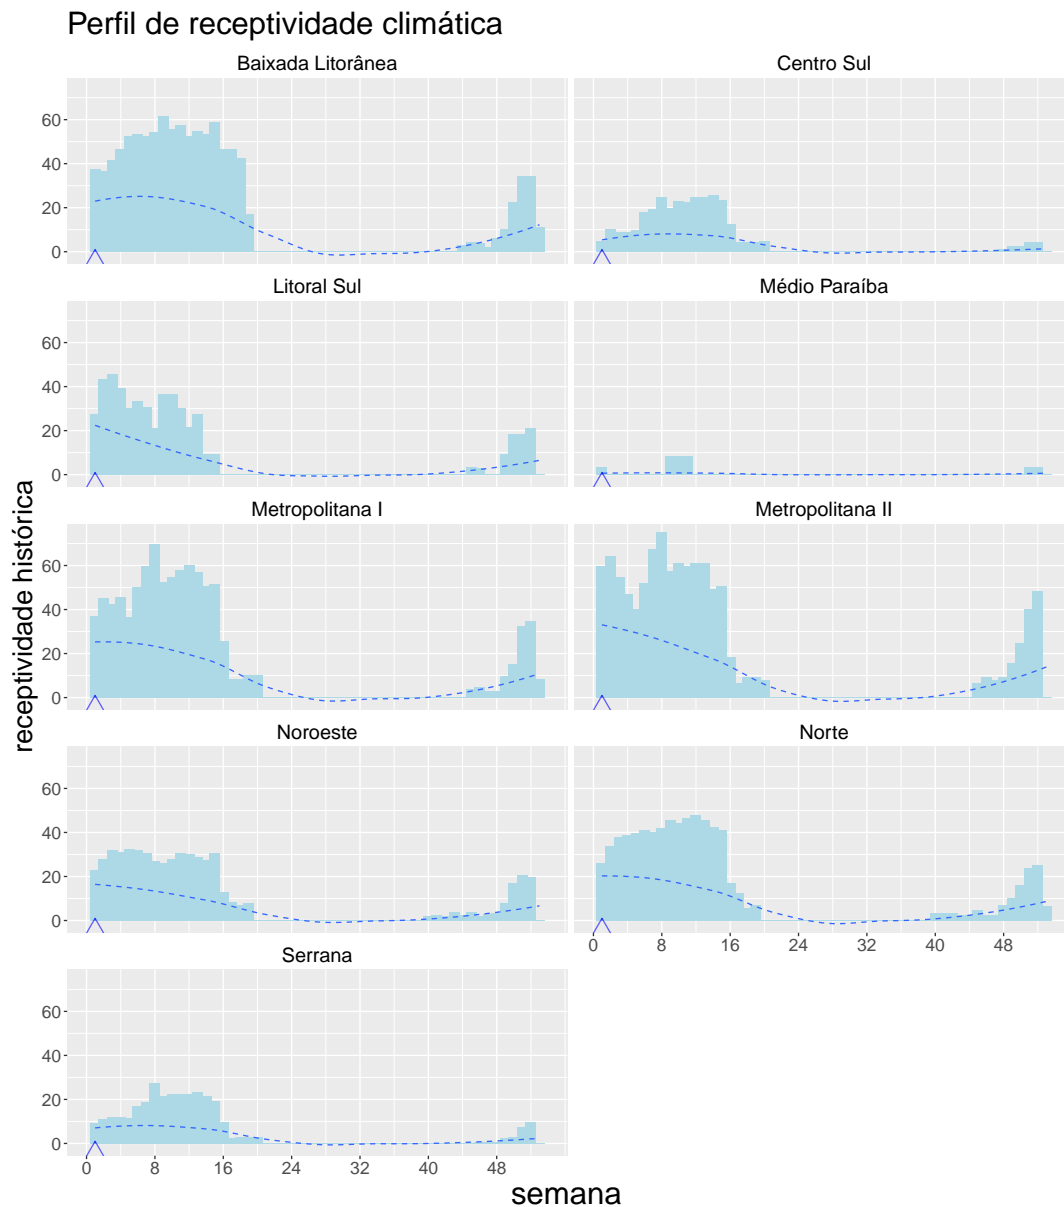 Perfil de receptividade climática
Baixada Litorânea
Centro Sul
60
40
20
0
Litoral Sul
Médio Paraíba
60
40
20
0
Metropolitana I
Metropolitana II
60
40
20
0
Noroeste
Norte
60
40
20
0
0 8 16 24 32 40 48
Serrana
60
40
20
0
0 8 16 24 32 40 48
semana
receptividade histórica